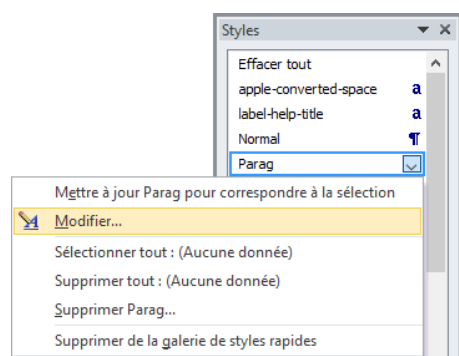 Styles
Effacer tout
apple-converted-space a
label-help-title a
Normal ¶
Parag
Mettre à jour Parag pour correspondre à la sélection
Modifier...
Sélectionner tout : (Aucune donnée)
Supprimer tout : (Aucune donnée)
Supprimer Parag...
Supprimer de la galerie de styles rapides